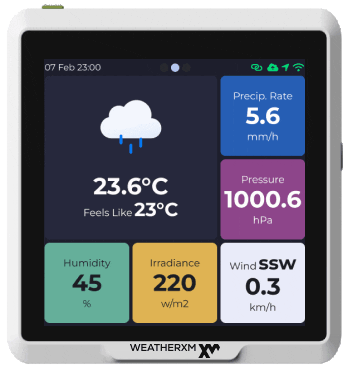 07 Feb 23:00
23.6°C
Feels Like 23°C
Precip. Rate
5.6
mm/h
Pressure
1000.6
hPa
Humidity
45
%
Irradiance
220
w/m2
Wind SSW
0.3
km/h
WEATHERXM XM